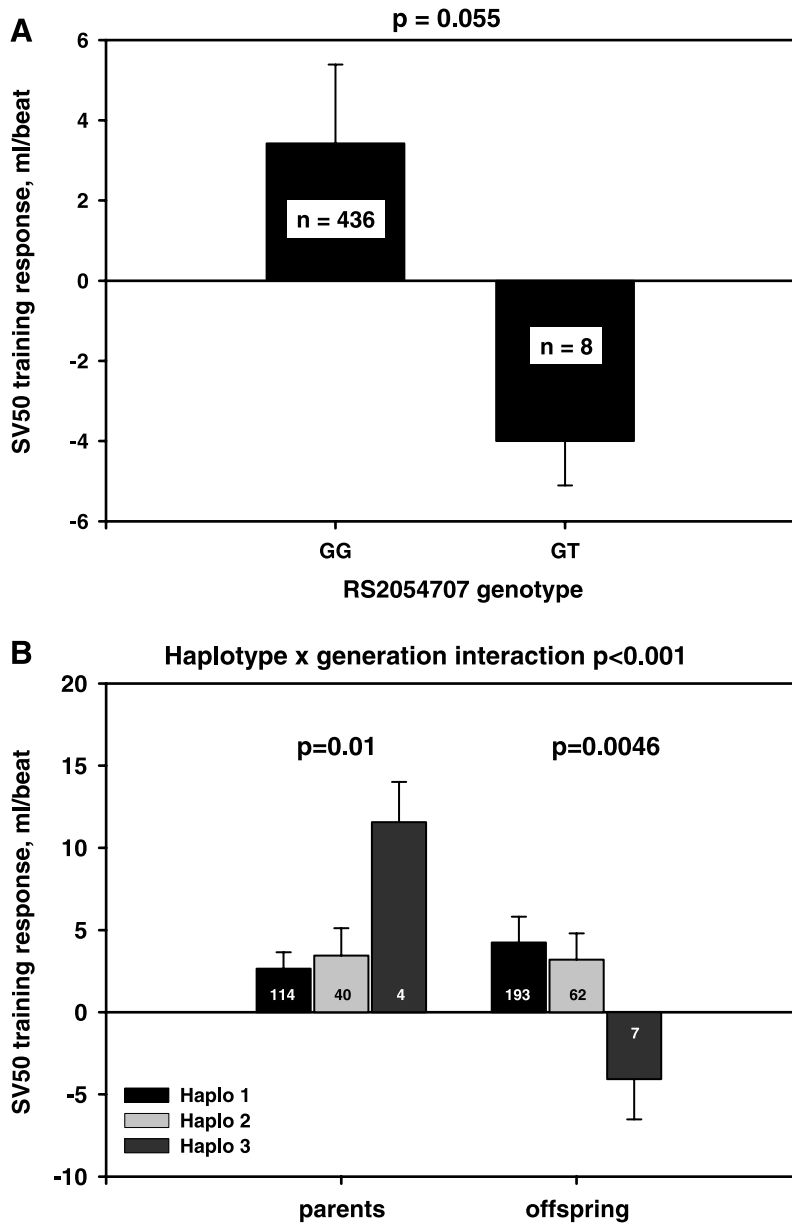 A
p = 0.055
6
4
2
0
-2
-4
-6
SV50 training response, ml/beat
n = 436
n = 8
GG GT
RS2054707 genotype
B
Haplotype x generation interaction p<0.001
20
15
10
5
0
-5
-10
SV50 training response, ml/beat
p=0.01 p=0.0046
114 40 4 193 62 7
Haplo 1
Haplo 2
Haplo 3
parents offspring